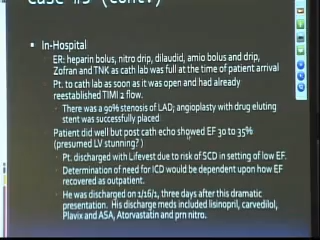 Case #3 (cont.)
In-Hospital
ER: heparin bolus, nitro drip, dilaudid, amio bolus and drip,
Zofran and TNK as cath lab was full at the time of patient arrival
Pt. to cath lab as soon as it was open and had already
reestablished TIMI 2 flow.
There was a 90% stenosis of LAD; angioplasty with drug eluting
stent was successfully placed
Patient did well but post cath echo showed EF 30 to 35%
(presumed LV stunning? )
Pt. discharged with Lifevest due to risk of SCD in setting of low EF.
Determination of need for ICD would be dependent upon how EF
recovered as outpatient.
He was discharged on 1/16/1, three days after this dramatic
presentation. His discharge meds included lisinopril, carvedilol,
Plavix and ASA, Atorvastatin and prn nitro.